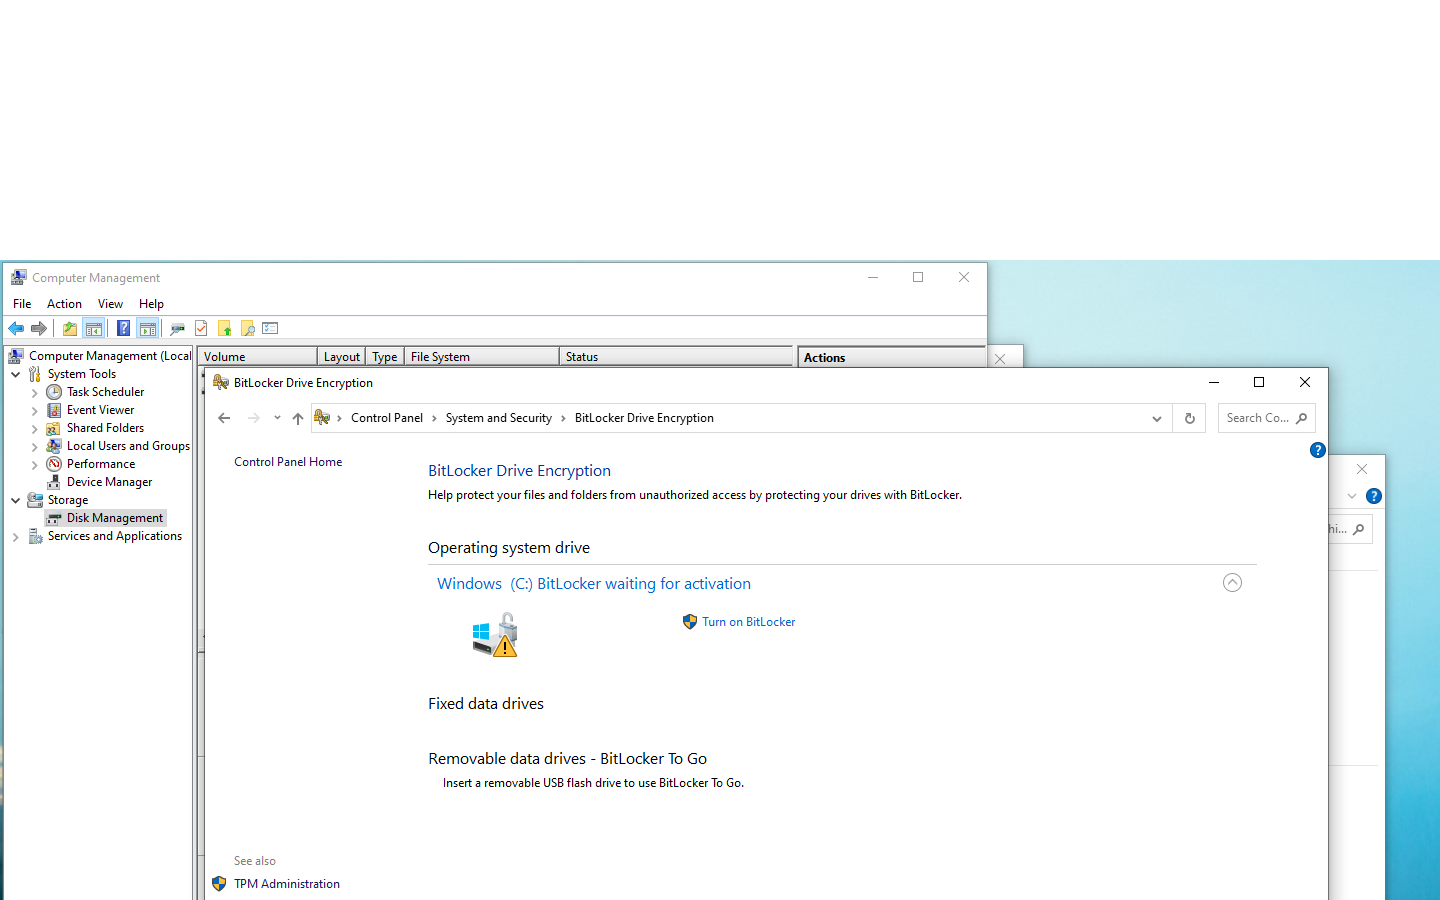 Computer Management
File Action View Help
Computer Management (Local
System Tools
Task Scheduler
Event Viewer
Shared Folders
Local Users and Groups
Performance
Device Manager
Storage
Disk Management
Services and Applications
Volume Layout Type File System Status
Actions
BitLocker Drive Encryption
Control Panel System and Security BitLocker Drive Encryption
Search Co...
Control Panel Home
BitLocker Drive Encryption
Help protect your files and folders from unauthorized access by protecting your drives with BitLocker.
Operating system drive
Windows (C:) BitLocker waiting for activation
Turn on BitLocker
Fixed data drives
Removable data drives - BitLocker To Go
Insert a removable USB flash drive to use BitLocker To Go.
See also
TPM Administration
hi...